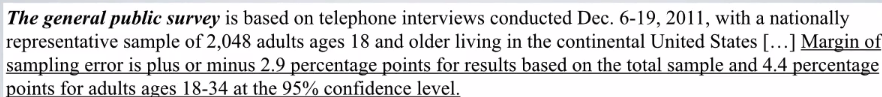 The general public survey is based on telephone interviews conducted Dec. 6-19, 2011, with a nationally
representative sample of 2,048 adults ages 18 and older living in the continental United States […] Margin of
sampling error is plus or minus 2.9 percentage points for results based on the total sample and 4.4 percentage
points for adults ages 18-34 at the 95% confidence level.